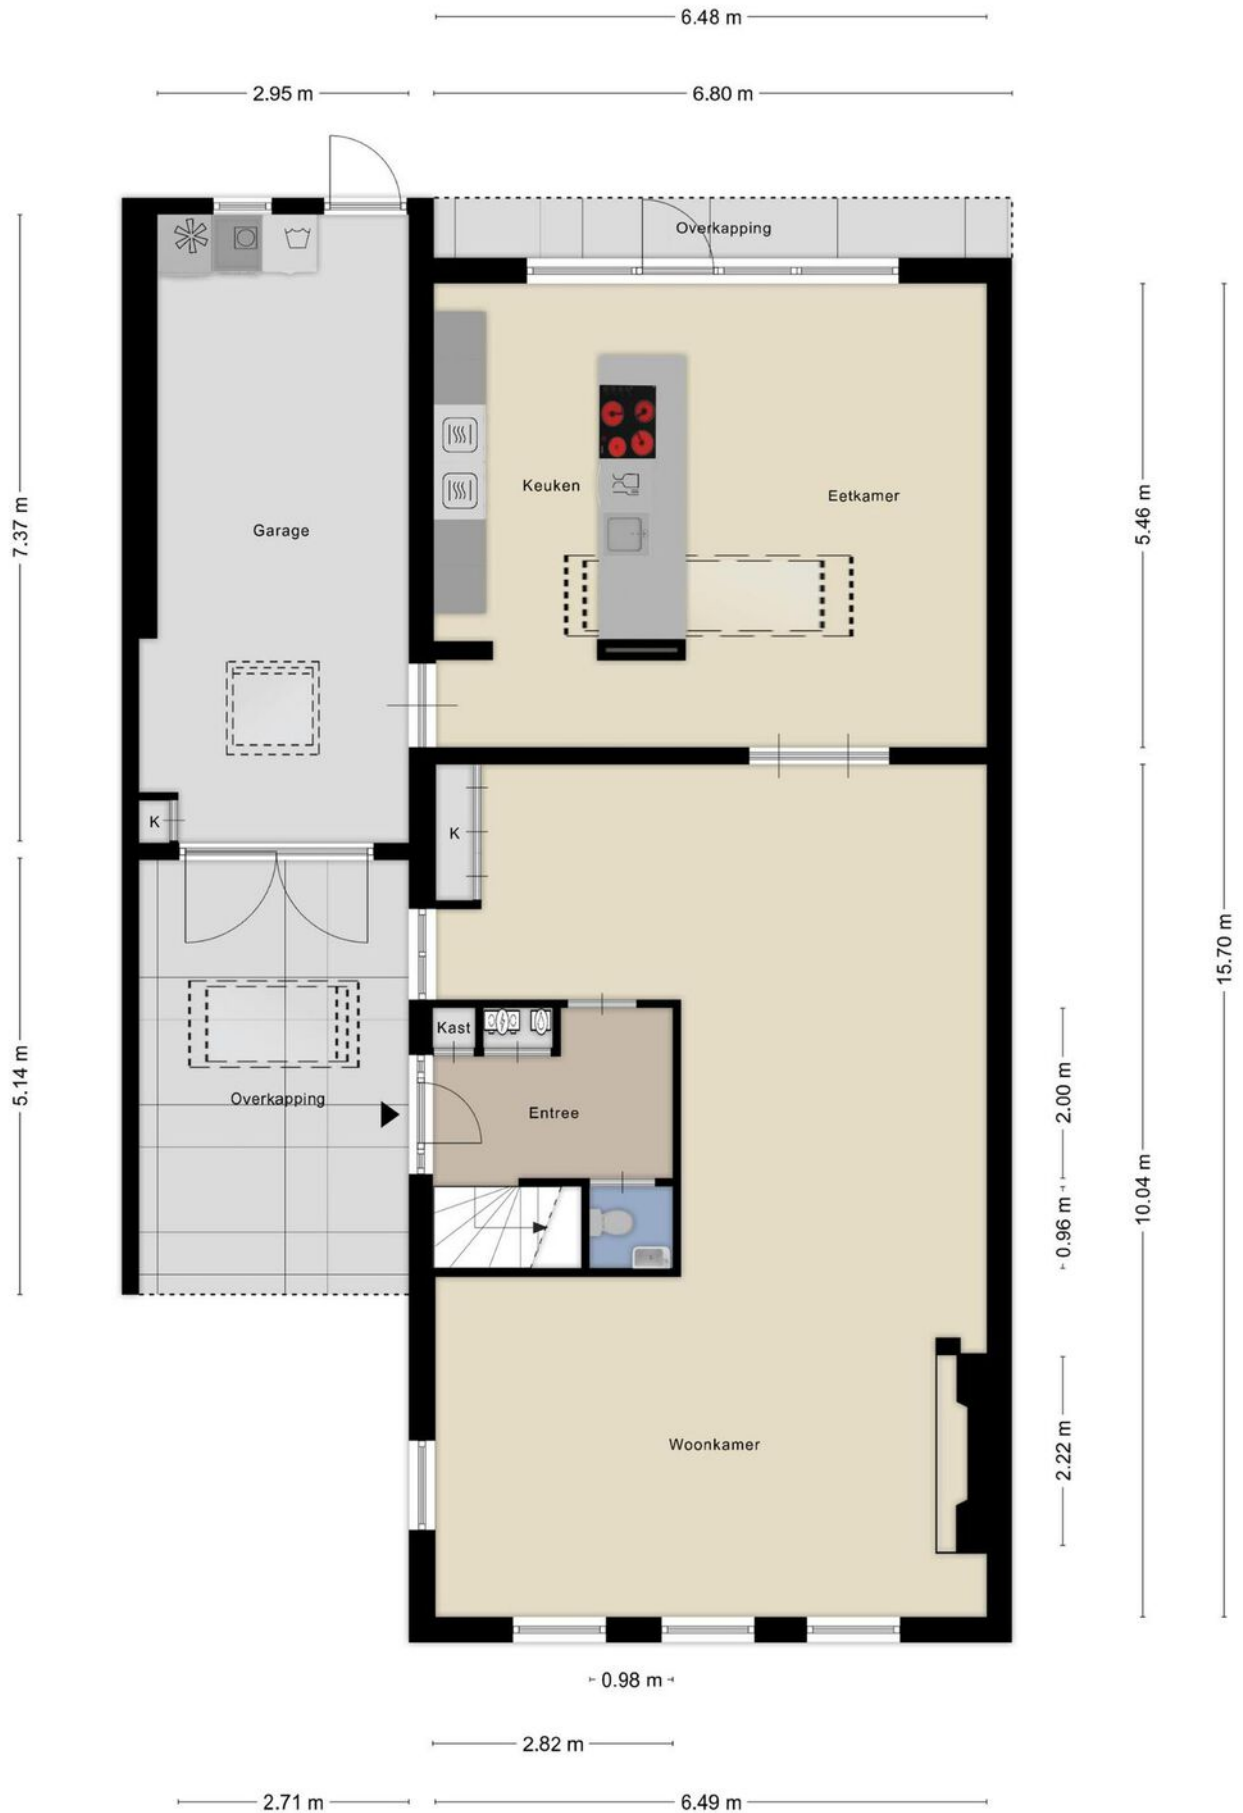 6.48 m
2.95 m
6.80 m
Overkapping
7.37 m
Keuken
Eetkamer
5.46 m
Garage
K
K
15.70 m
Kast
Overkapping
Entree
5.14 m
2.00 m
10.04 m
0.96 m
2.22 m
Woonkamer
0.98 m
2.82 m
2.71 m
6.49 m